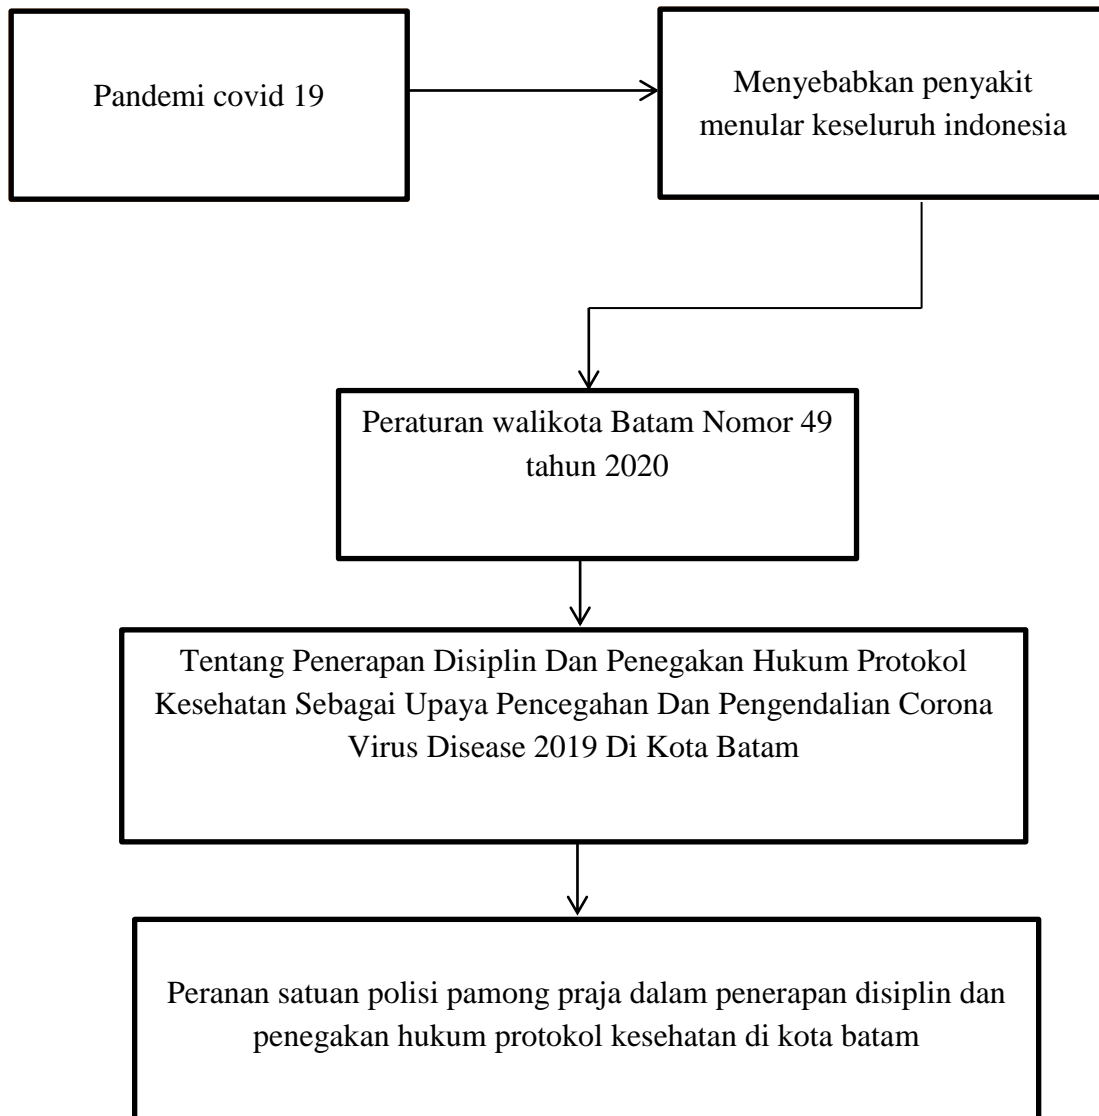 Pandemi covid 19
Menyebabkan penyakit
menular keseluruh indonesia
Peraturan walikota Batam Nomor 49
tahun 2020
Tentang Penerapan Disiplin Dan Penegakan Hukum Protokol
Kesehatan Sebagai Upaya Pencegahan Dan Pengendalian Corona
Virus Disease 2019 Di Kota Batam
Peranan satuan polisi pamong praja dalam penerapan disiplin dan
penegakan hukum protokol kesehatan di kota batam